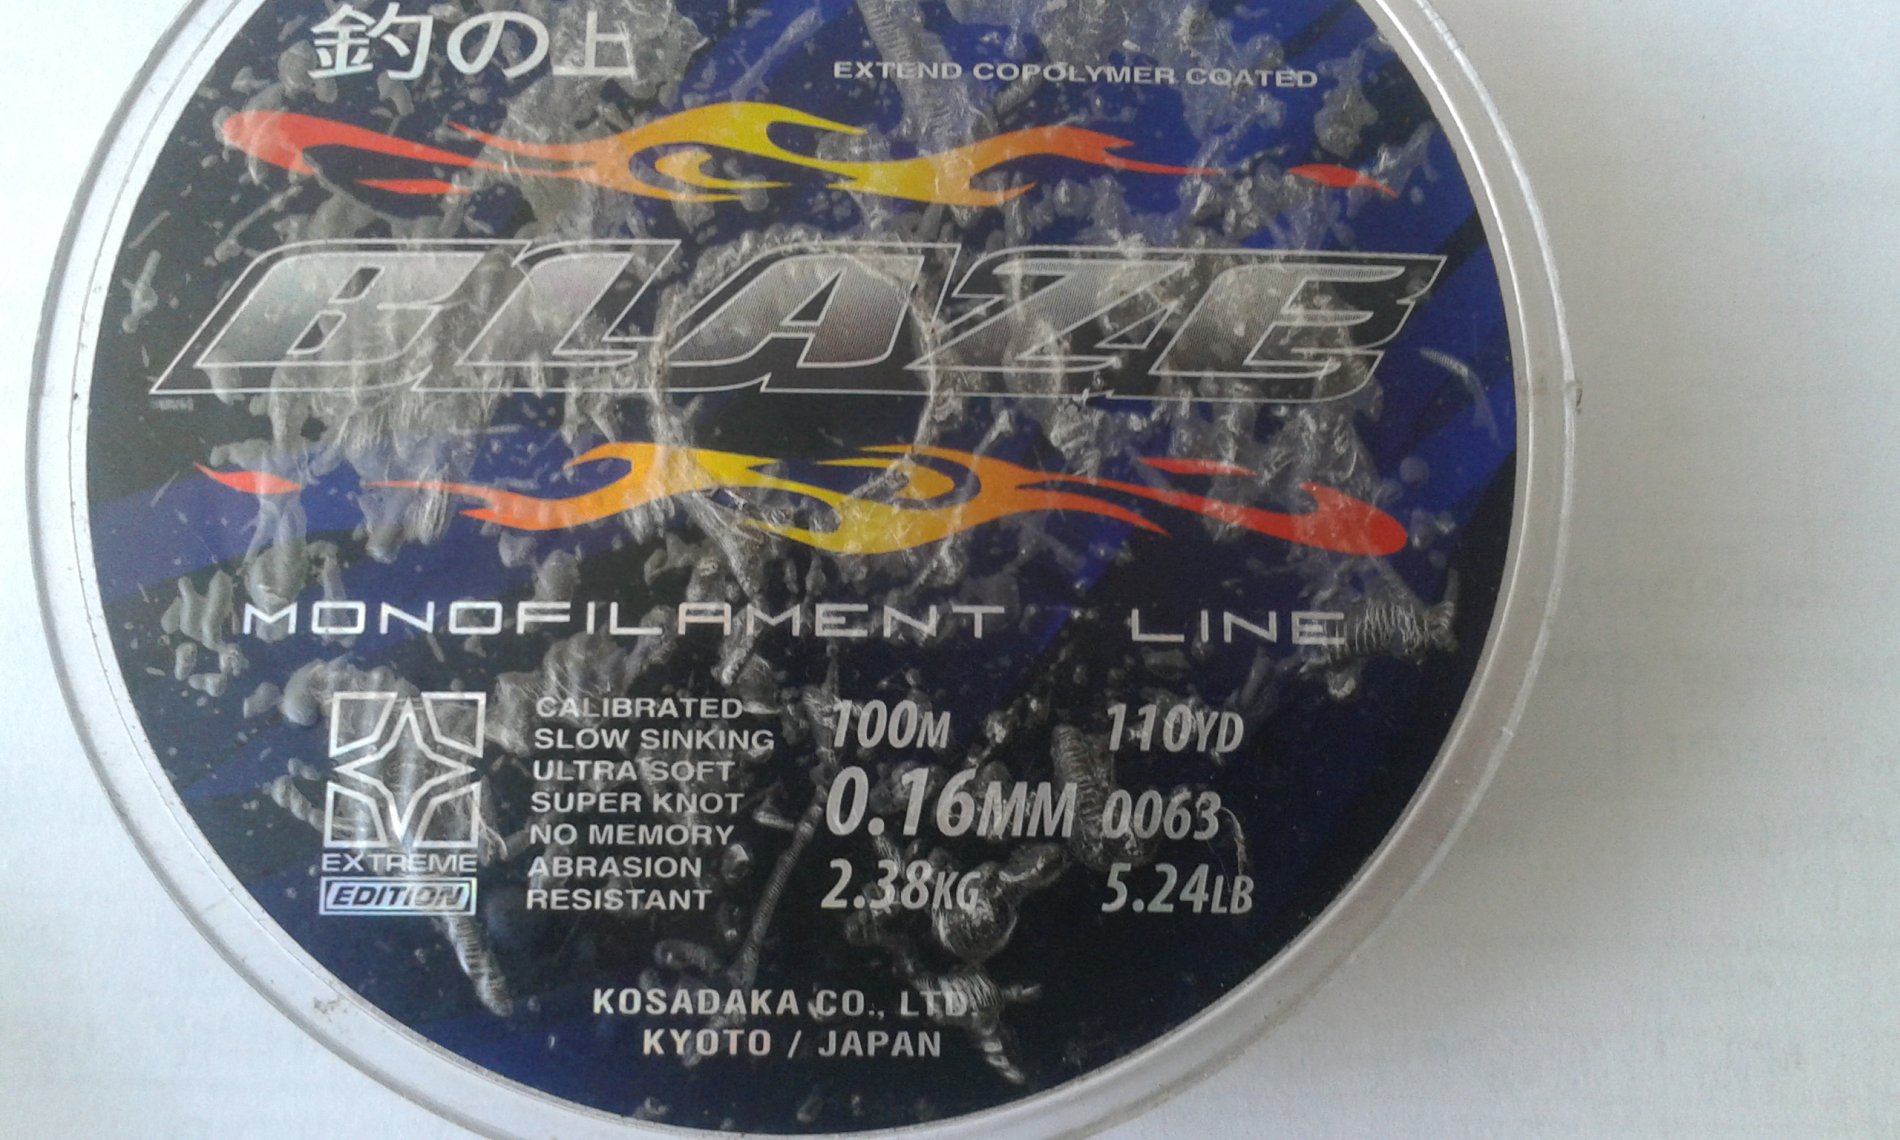 釣の上
EXTEND COPOLYMER COATED
BLAZE
MONOFILAMENT LINE
CALIBRATED
SLOW SINKING
ULTRA SOFT
SUPER KNOT
NO MEMORY
ABRASION
RESISTANT
100M 110YD
0.16MM 0063
2.38KG 5.24LB
EXTREME
EDITION
KOSADAKA CO., LTD.
KYOTO / JAPAN